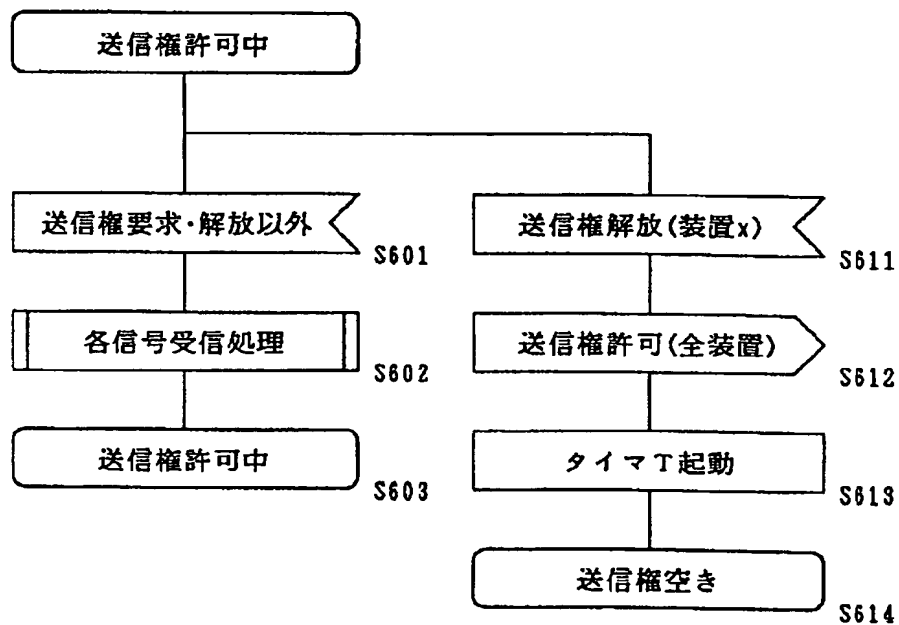 送信権許可中
送信権要求・解放以外
S601
各信号受信処理
S602
送信権許可中
S603
送信権解放(装置x)
S611
送信権許可(全装置)
S612
タイマT起動
S613
送信権空き
S614